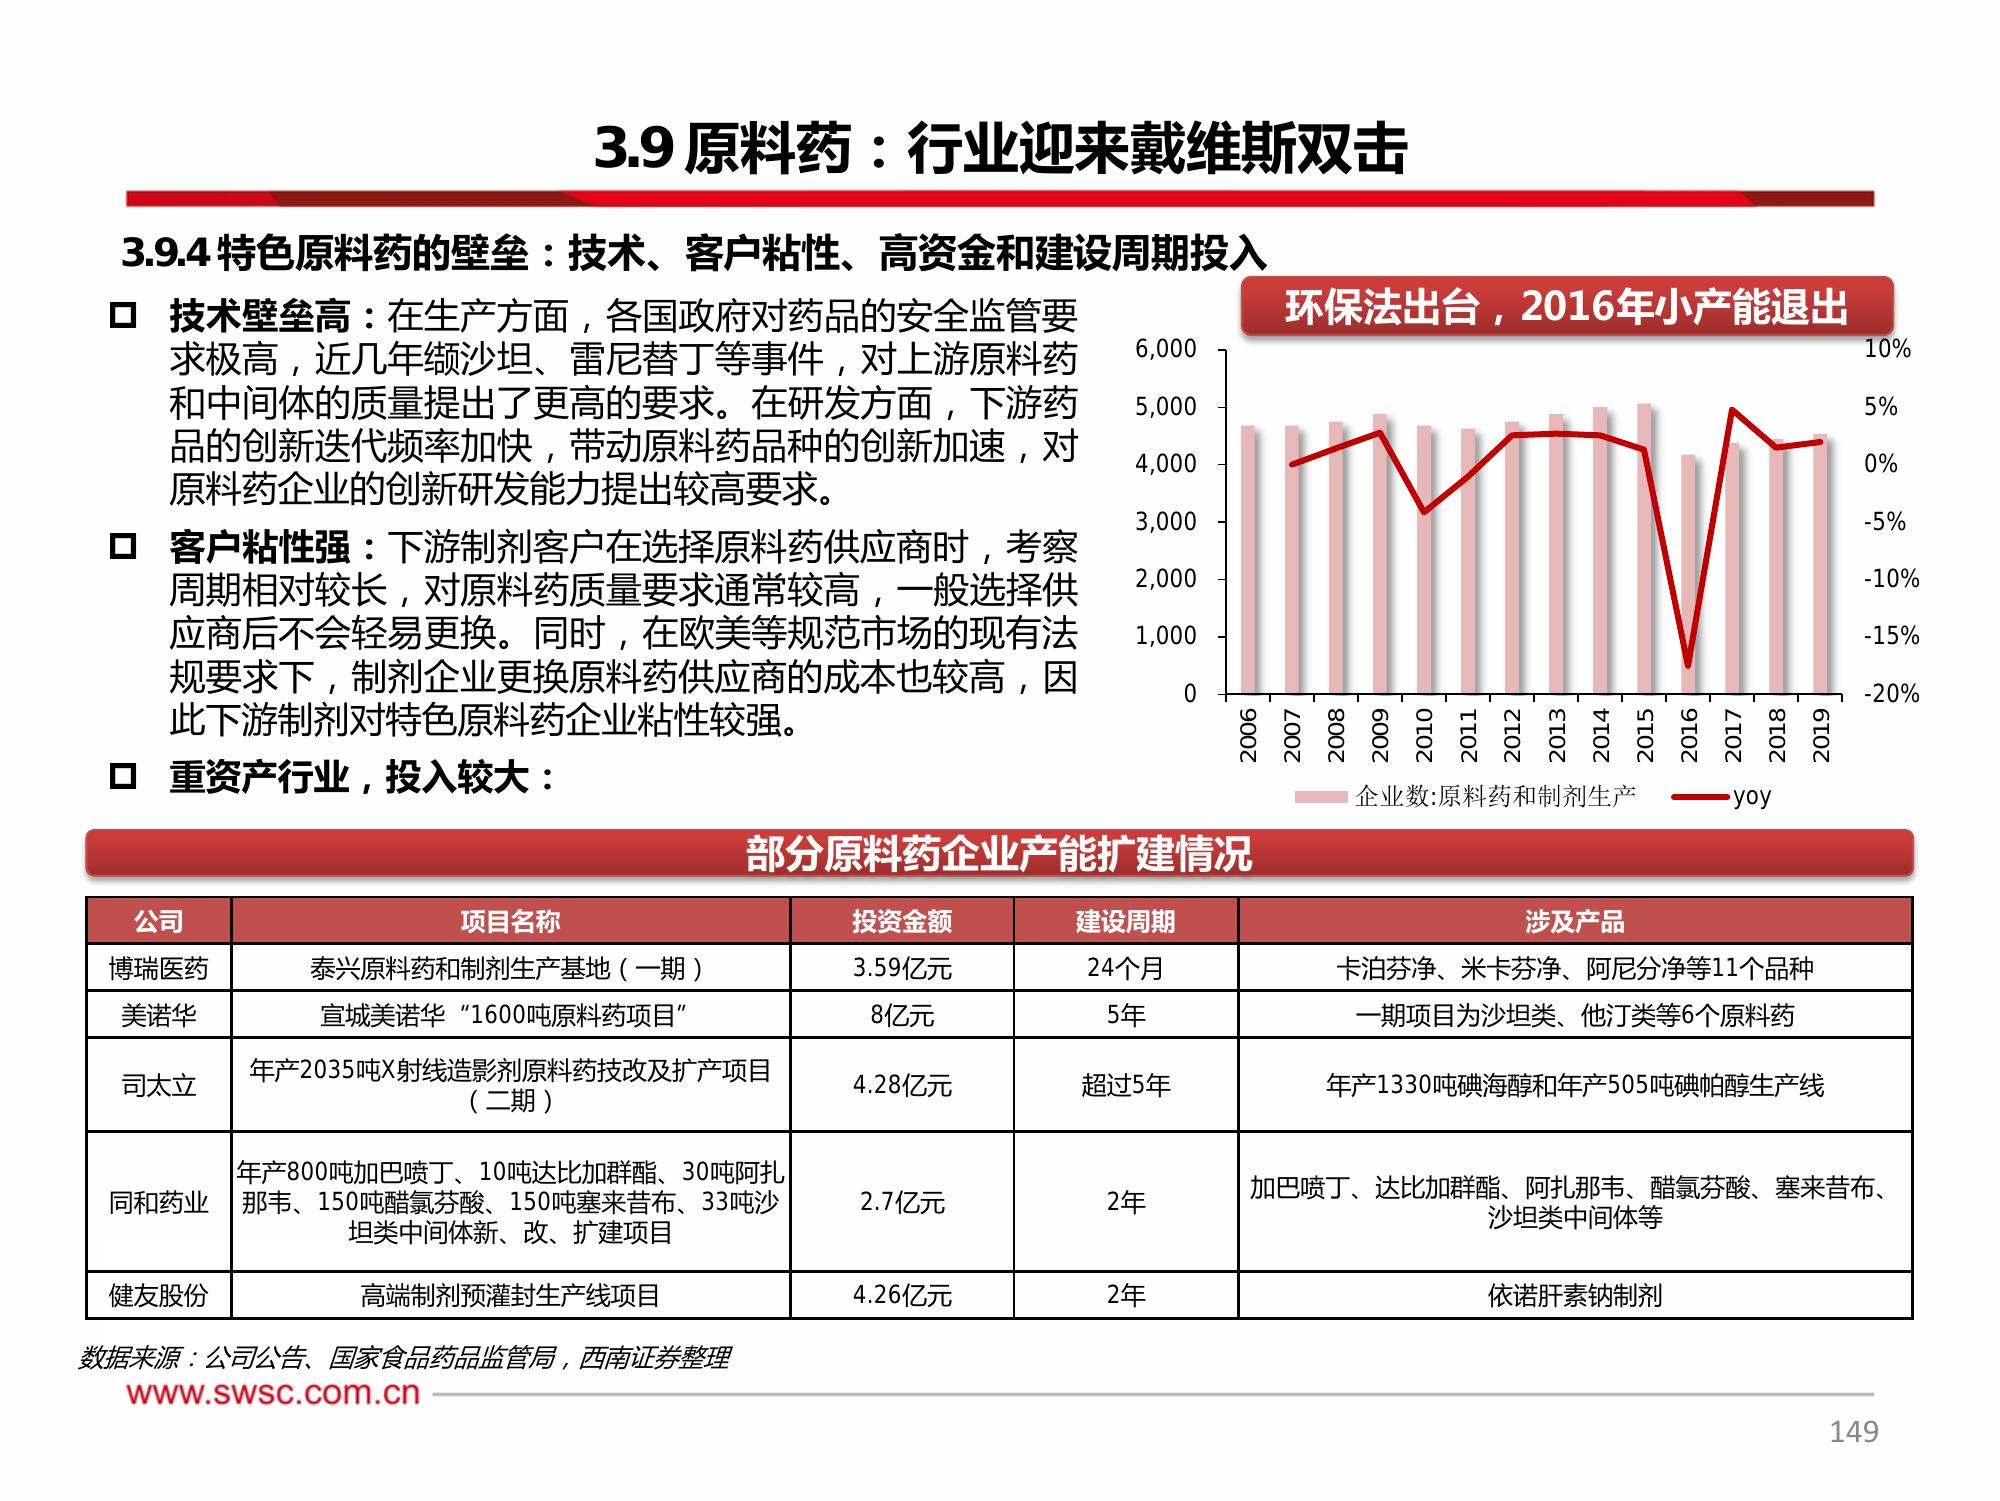 3.9 原料药：行业迎来戴维斯双击
3.9.4 特色原料药的壁垒：技术、客户粘性、高资金和建设周期投入
技术壁垒高：在生产方面，各国政府对药品的安全监管要
求极高，近几年缬沙坦、雷尼替丁等事件，对上游原料药
和中间体的质量提出了更高的要求。在研发方面，下游药
品的创新迭代频率加快，带动原料药品种的创新加速，对
原料药企业的创新研发能力提出较高要求。
客户粘性强：下游制剂客户在选择原料药供应商时，考察
周期相对较长，对原料药质量要求通常较高，一般选择供
应商后不会轻易更换。同时，在欧美等规范市场的现有法
规要求下，制剂企业更换原料药供应商的成本也较高，因
此下游制剂对特色原料药企业粘性较强。
重资产行业，投入较大：
环保法出台，2016年小产能退出
6,000 10%
5,000 5%
4,000 0%
3,000 -5%
2,000 -10%
1,000 -15%
0 -20%
2006 2007 2008 2009 2010 2011 2012 2013 2014 2015 2016 2017 2018 2019
企业数:原料药和制剂生产 yoy
部分原料药企业产能扩建情况
公司 项目名称 投资金额 建设周期 涉及产品
博瑞医药 泰兴原料药和制剂生产基地（一期） 3.59亿元 24个月 卡泊芬净、米卡芬净、阿尼分净等11个品种
美诺华 宣城美诺华“1600吨原料药项目” 8亿元 5年 一期项目为沙坦类、他汀类等6个原料药
司太立 年产2035吨X射线造影剂原料药技改及扩产项目
（二期） 4.28亿元 超过5年 年产1330吨碘海醇和年产505吨碘帕醇生产线
同和药业 年产800吨加巴喷丁、10吨达比加群酯、30吨阿扎
那韦、150吨醋氯芬酸、150吨塞来昔布、33吨沙
坦类中间体新、改、扩建项目 2.7亿元 2年 加巴喷丁、达比加群酯、阿扎那韦、醋氯芬酸、塞来昔布、
沙坦类中间体等
健友股份 高端制剂预灌封生产线项目 4.26亿元 2年 依诺肝素钠制剂
数据来源：公司公告、国家食品药品监管局，西南证券整理
www.swsc.com.cn
149